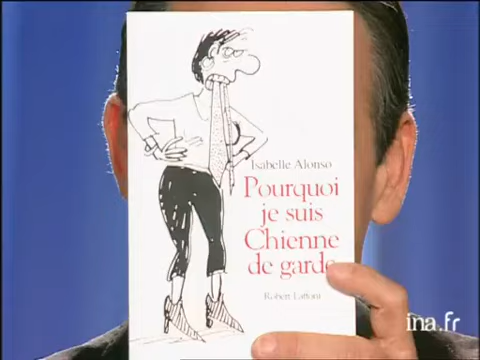 Isabelle Alonso
Pourquoi
je suis
Chienne
de garde
Robert Laffont
ina.fr